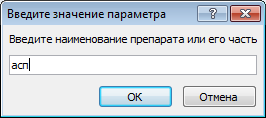 Введите значение параметра
Введите наименование препарата или его часть
асп
ОК
Отмена